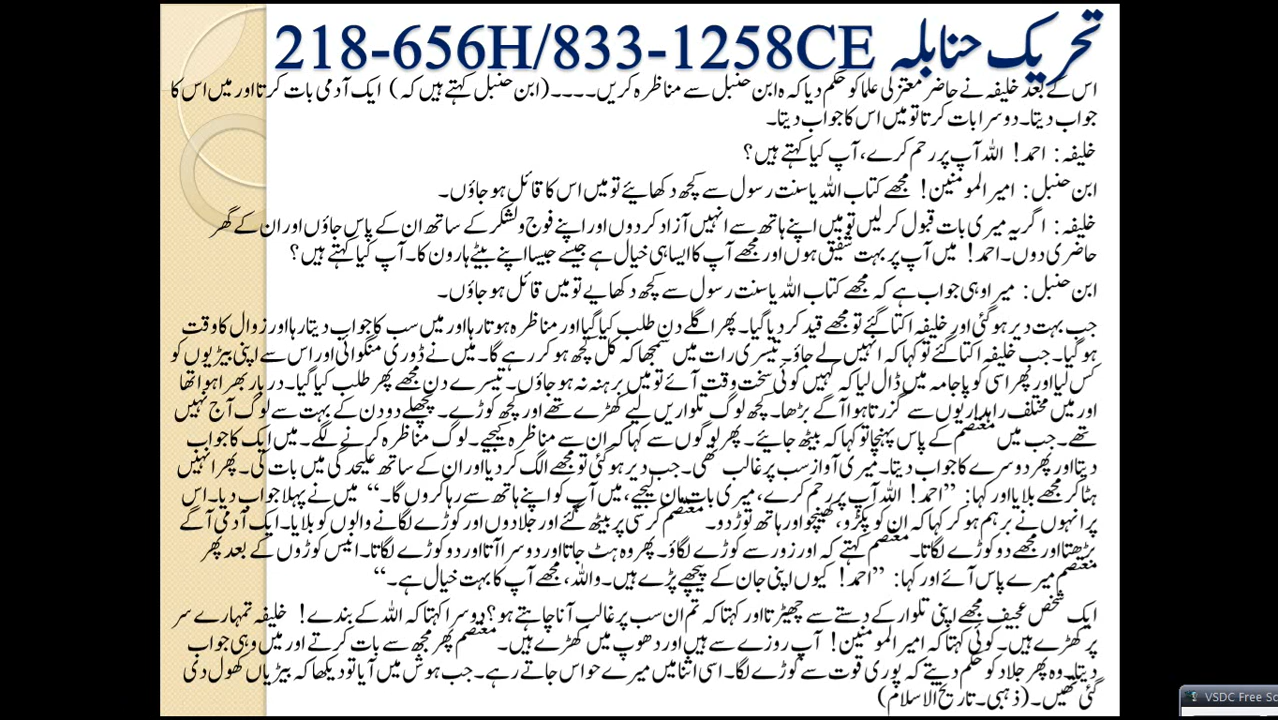 تحریک حنابلہ 218-656H/833-1258CE
اس کے بعد خلیفہ نے حاضر معتزلی علما کو حکم دیا کہ ہ ابن حنبل سے مناظرہ کریں۔۔۔۔(ابن حنبل کہتے ہیں کہ) ایک آدمی بات کرتا اور میں اس کا
جواب دیتا۔ دوسرا بات کرتا تو میں اس کا جواب دیتا۔
خلیفہ: احمد! اللہ آپ پر رحم کرے، آپ کیا کہتے ہیں؟
ابن حنبل: امیر المومنین! مجھے کتاب اللہ یا سنت رسول سے کچھ دکھائیے تو میں اس کا قائل ہو جاؤں۔
خلیفہ: اگر یہ میری بات قبول کر لیں تو میں اپنے ہاتھ سے انہیں آزاد کر دوں اور اپنے فوج و لشکر کے ساتھ ان کے پاس جاؤں اور ان کے گھر
حاضری دوں۔ احمد! میں آپ پر بہت شفیق ہوں اور مجھے آپ کا ایسا ہی خیال ہے جیسے جیسا اپنے بیٹے ہارون کا۔ آپ کیا کہتے ہیں؟
ابن حنبل: میرا وہی جواب ہے کہ مجھے کتاب اللہ یا سنت رسول سے کچھ دکھایے تو میں قائل ہو جاؤں۔
جب بہت دیر ہو گئی اور خلیفہ اکتا گئے تو مجھے قید کر دیا گیا۔ پھر اگلے دن طلب کیا گیا اور مناظرہ ہوتا رہا اور میں سب کا جواب دیتا رہا اور زوال کا وقت
ہو گیا۔ جب خلیفہ اکتا گئے تو کہا کہ انہیں لے جاؤ۔ تیسری رات میں سمجھا کہ کل کچھ ہو کر رہے گا۔ میں نے ڈوری منگوائی اور اس سے اپنی بیڑیوں کو
کس لیا اور پھر اسی کو پاجامہ میں ڈال لیا کہ کہیں کوئی سخت وقت آئے تو میں برہنہ نہ ہو جاؤں۔ تیسرے دن مجھے پھر طلب کیا گیا۔ دربار بھرا ہوا تھا
اور میں مختلف راہداریوں سے گزرتا ہوا آگے بڑھا۔ کچھ لوگ تلواریں لیے کھڑے تھے اور کچھ کوڑے۔ پچھلے دو دن کے بہت سے لوگ آج نہیں
تھے۔ جب میں معتصم کے پاس پہنچا تو کہا کہ بیٹھ جائیے۔ پھر لوگوں سے کہا کہ ان سے مناظرہ کیجیے۔ لوگ مناظرہ کرنے لگے۔ میں ایک کا جواب
دیتا اور پھر دوسرے کا جواب دیتا۔ میری آواز سب پر غالب تھی۔ جب دیر ہو گئی تو مجھے الگ کر دیا اور ان کے ساتھ علیحدگی میں بات کی۔ پھر انہیں
ہٹا کر مجھے بلایا اور کہا: ”احمد! اللہ آپ پر رحم کرے، میری بات مان لیجیے، میں آپ کو اپنے ہاتھ سے رہا کروں گا۔“ میں نے پہلا جواب دیا۔ اس
پر انہوں نے برہم ہو کر کہا کہ ان کو پکڑو، کھینچو اور ہاتھ توڑ دو۔ معتصم کرسی پر بیٹھ گئے اور جلادوں اور کوڑے لگانے والوں کو بلایا۔ ایک آدمی آگے
بڑھتا اور مجھے دو کوڑے لگاتا۔ معتصم کہتے کہ اور زور سے کوڑے لگاؤ۔ پھر وہ ہٹ جاتا اور دوسرا آتا اور دو کوڑے لگاتا۔ انیس کوڑوں کے بعد پھر
معتصم میرے پاس آئے اور کہا: ”احمد! کیوں اپنی جان کے پیچھے پڑے ہیں۔ واللہ، مجھے آپ کا بہت خیال ہے۔“
ایک شخص عجیف مجھے اپنی تلوار کے دستے سے چھیڑتا اور کہتا کہ تم ان سب پر غالب آنا چاہتے ہو؟ دوسرا کہتا کہ اللہ کے بندے! خلیفہ تمہارے سر
پر کھڑے ہیں۔ کوئی کہتا کہ امیر المومنین! آپ روزے سے ہیں اور دھوپ میں کھڑے ہیں۔ معتصم پھر مجھ سے بات کرتے اور میں وہی جواب
دیتا۔ وہ پھر جلاد کو حکم دیتے کہ پوری قوت سے کوڑے لگا۔ اسی اثنا میں میرے حواس جاتے رہے۔ جب ہوش میں آیا تو دیکھا کہ بیڑیاں کھول دی
گئی تھیں۔ (ذہبی۔ تاریخ الاسلام)
VSDC Free Sc